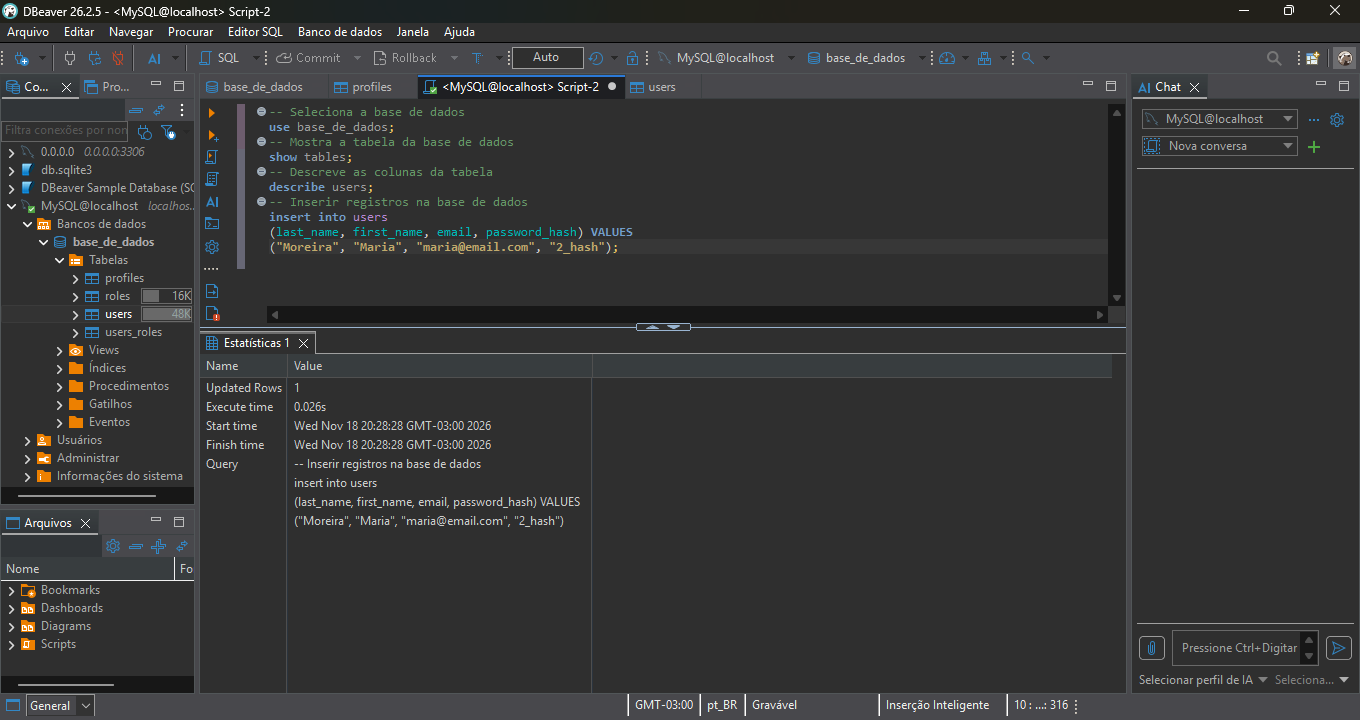 DBeaver 26.2.5 - <MySQL@localhost> Script-2
Arquivo Editar Navegar Procurar Editor SQL Banco de dados Janela Ajuda
AI SQL Commit Rollback T Auto MySQL@localhost base_de_dados
Co... Pro...
Filtra conexões por nom
0.0.0.0 0.0.0.0:3306
db.sqlite3
DBeaver Sample Database (SQ
MySQL@localhost localhos...
Bancos de dados
base_de_dados
Tabelas
profiles
roles 16K
users 48K
users_roles
Views
Índices
Procedimentos
Gatilhos
Eventos
Usuários
Administrar
Informações do sistema
Arquivos
Nome Fo
Bookmarks
Dashboards
Diagrams
Scripts
General
base_de_dados profiles <MySQL@localhost> Script-2 users
AI
-- Seleciona a base de dados
use base_de_dados;
-- Mostra a tabela da base de dados
show tables;
-- Descreve as colunas da tabela
describe users;
-- Inserir registros na base de dados
insert into users
(last_name, first_name, email, password_hash) VALUES
("Moreira", "Maria", "maria@email.com", "2_hash");
Estatísticas 1
Name Value
Updated Rows 1
Execute time 0.026s
Start time Wed Nov 18 20:28:28 GMT-03:00 2026
Finish time Wed Nov 18 20:28:28 GMT-03:00 2026
Query -- Inserir registros na base de dados
insert into users
(last_name, first_name, email, password_hash) VALUES
("Moreira", "Maria", "maria@email.com", "2_hash")
AI Chat
MySQL@localhost
Nova conversa
Pressione Ctrl+Digitar
Selecionar perfil de IA Seleciona...
GMT-03:00 pt_BR Gravável Inserção Inteligente 10 : ...: 316